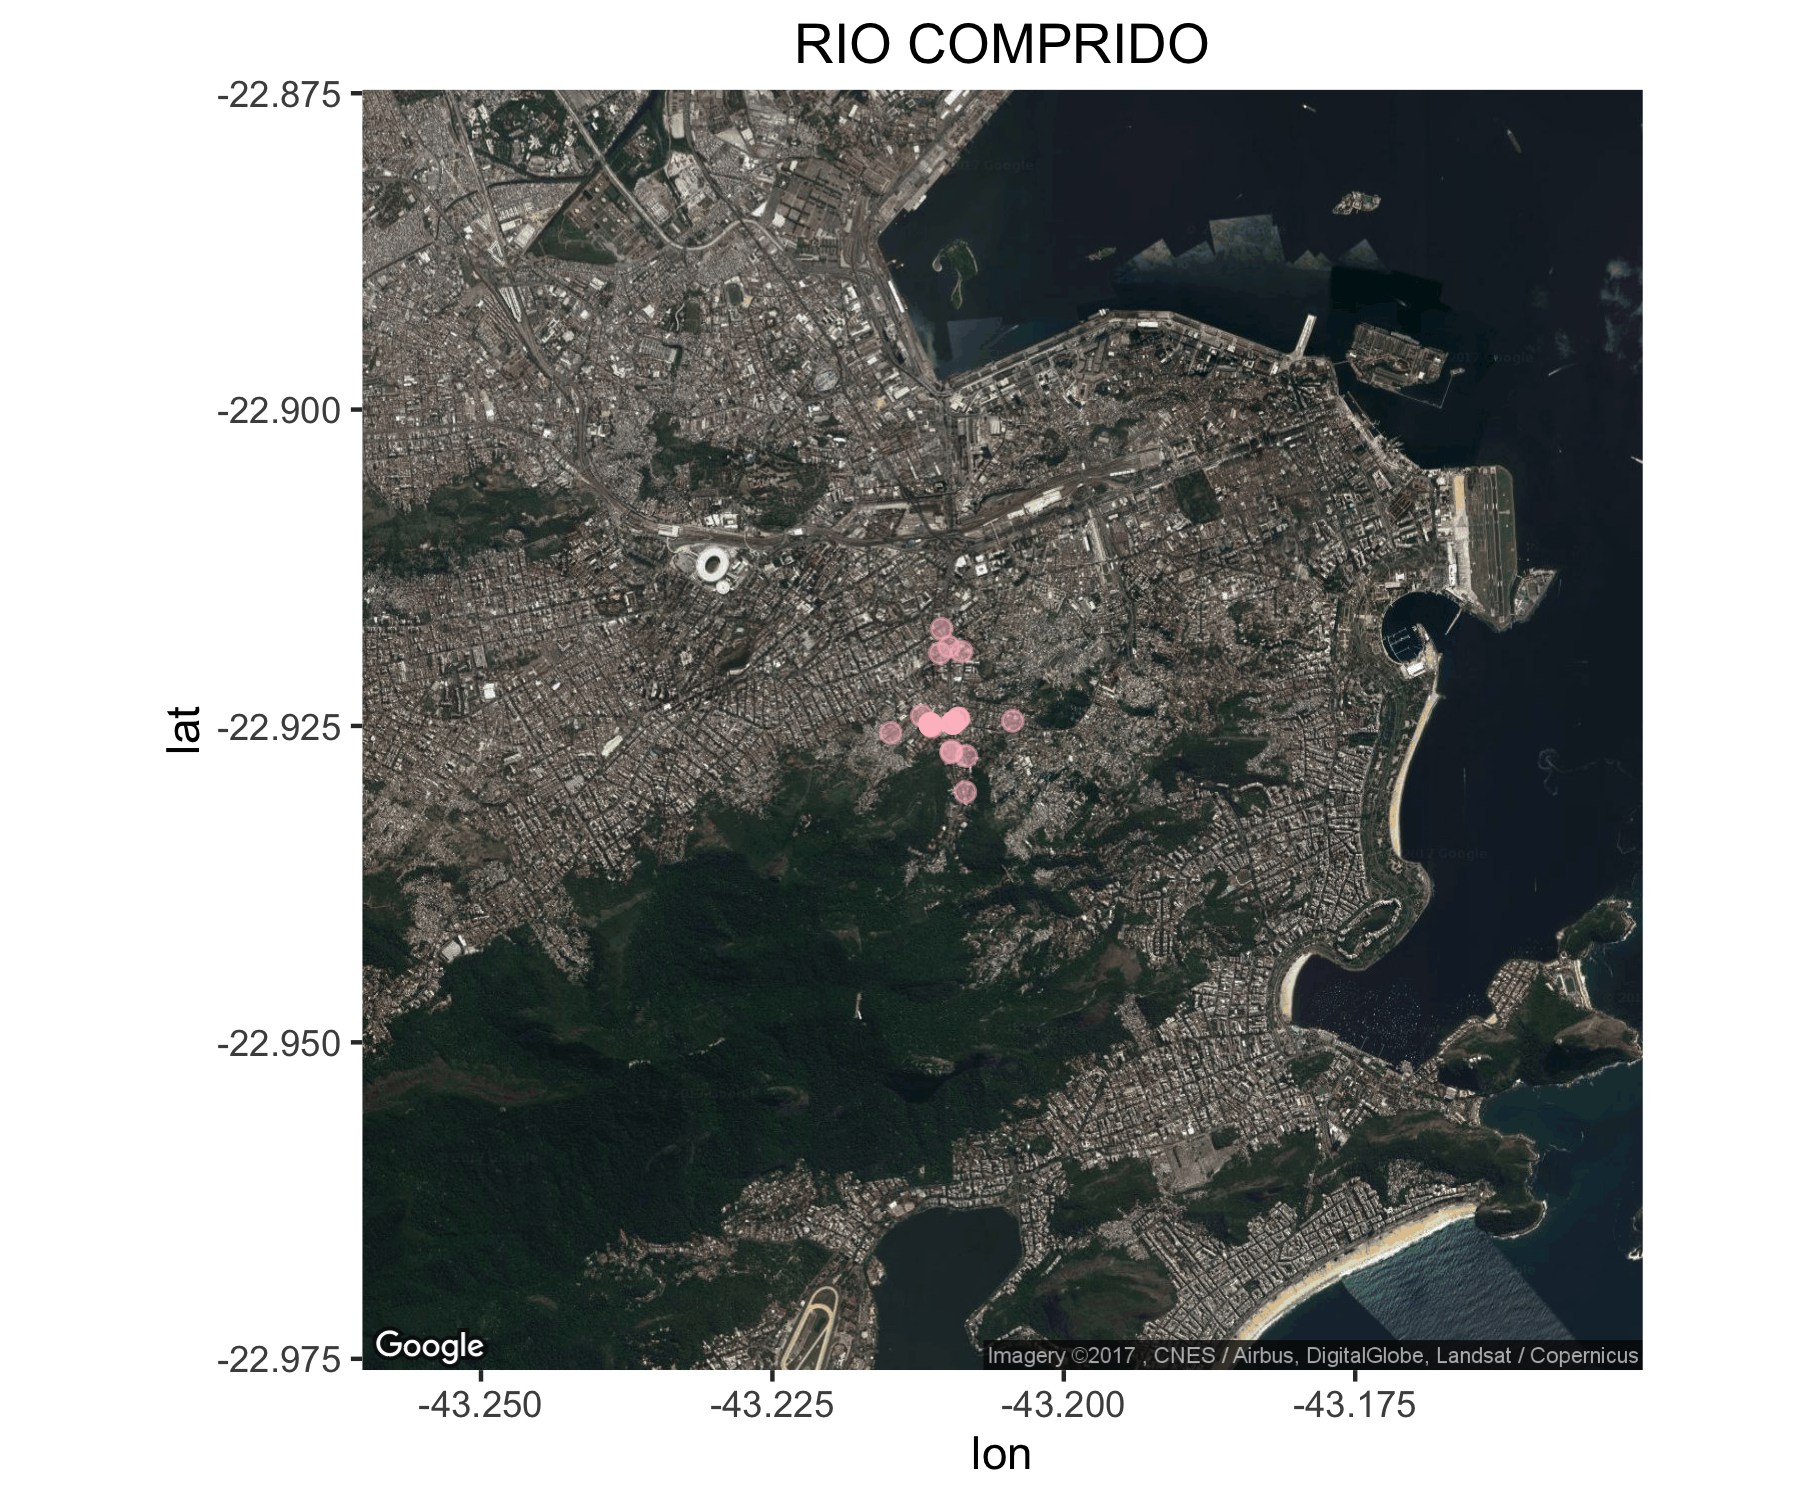 RIO COMPRIDO
-22.875
-22.900
-22.925
-22.950
-22.975
lat
Google
Imagery ©2017 , CNES / Airbus, DigitalGlobe, Landsat / Copernicus
-43.250
-43.225
-43.200
-43.175
lon